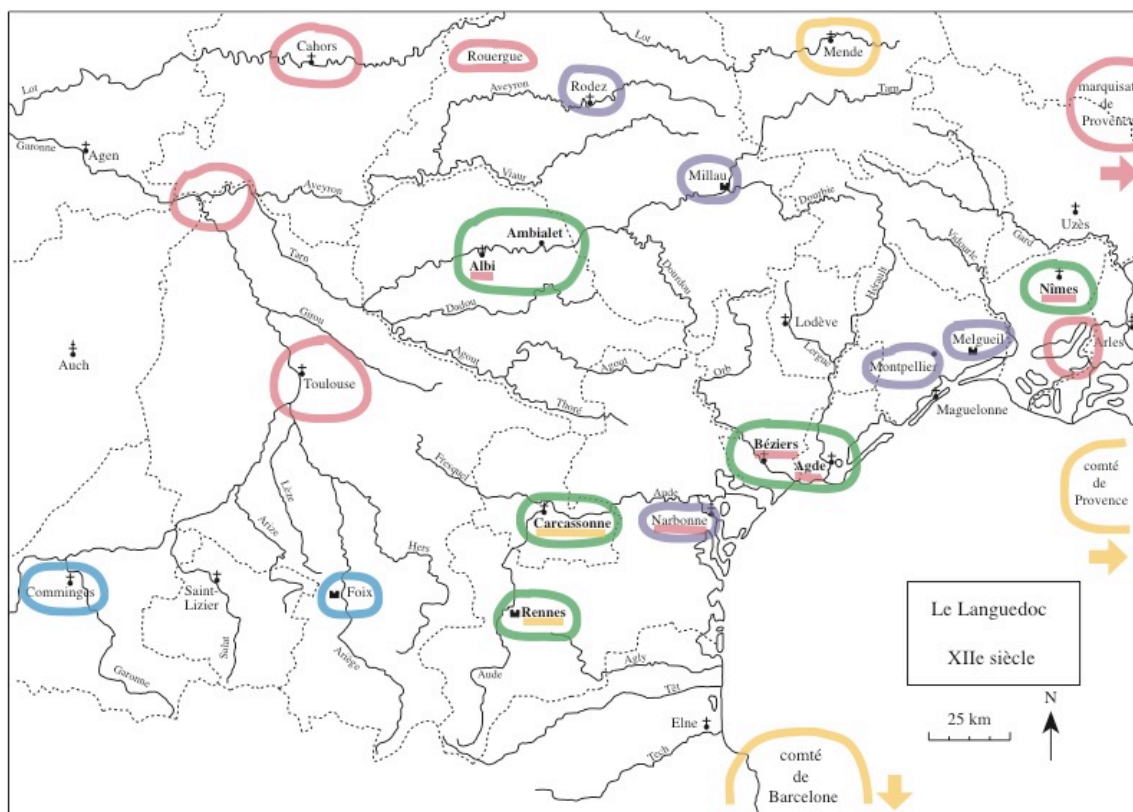 Cahors
Rouergue
Lot
Mende
Rodez
Aveyron
marquisat
de
Provence
Lot
Tarn
Garonne
Agen
Millau
Viaur
Aveyron
Dourbie
Uzès
Ambialet
Albi
Tarn
Gard
Vidourle
Nîmes
Dourdou
Hérault
Dadou
Lodève
Girou
Melgueil
Arles
Auch
Agout
Agout
Lergue
Montpellier
Toulouse
Orb
Thoré
Maguelonne
Béziers
Agde
Fresquel
comté
de
Provence
Lèze
Aude
Arize
Carcassonne
Narbonne
Hers
Comminges
Saint-
Lizier
Foix
Rennes
Le Languedoc
XIIe siècle
Salat
Ariège
Garonne
Aude
Agly
Têt
N
25 km
Elne
Tech
comté
de
Barcelone